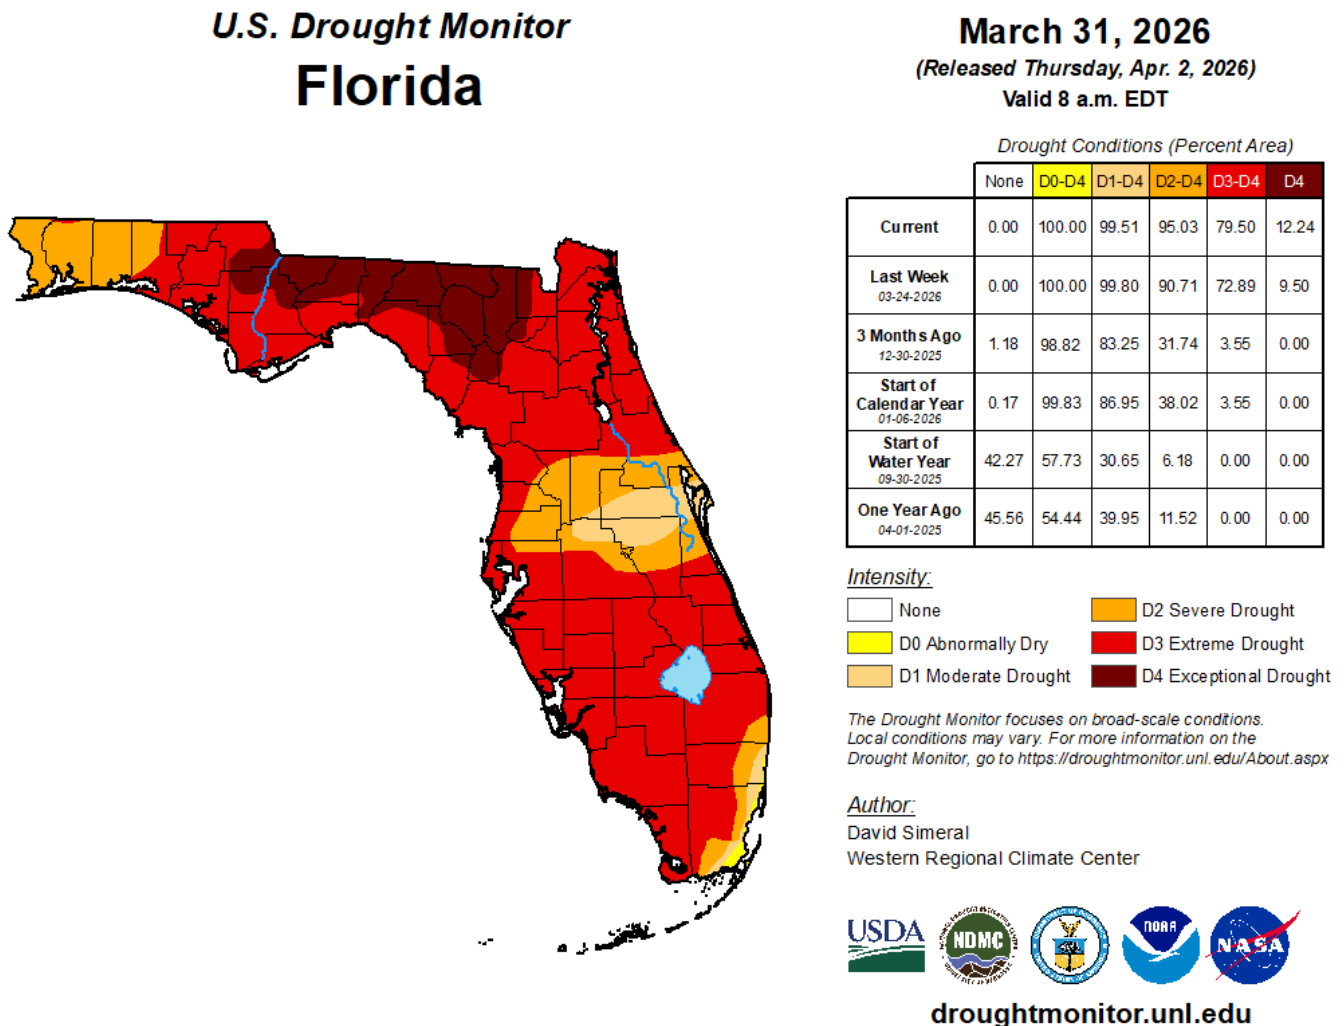 U.S. Drought Monitor
Florida
March 31, 2026
(Released Thursday, Apr. 2, 2026)
Valid 8 a.m. EDT
Drought Conditions (Percent Area)
None D0-D4 D1-D4 D2-D4 D3-D4 D4
Current 0.00 100.00 99.51 95.03 79.50 12.24
Last Week
03-24-2026 0.00 100.00 99.80 90.71 72.89 9.50
3 Months Ago
12-30-2025 1.18 98.82 83.25 31.74 3.55 0.00
Start of
Calendar Year
01-06-2026 0.17 99.83 86.95 38.02 3.55 0.00
Start of
Water Year
09-30-2025 42.27 57.73 30.65 6.18 0.00 0.00
One Year Ago
04-01-2025 45.56 54.44 39.95 11.52 0.00 0.00
Intensity:
None
D0 Abnormally Dry
D1 Moderate Drought
D2 Severe Drought
D3 Extreme Drought
D4 Exceptional Drought
The Drought Monitor focuses on broad-scale conditions.
Local conditions may vary. For more information on the
Drought Monitor, go to https://droughtmonitor.unl.edu/About.aspx
Author:
David Simeral
Western Regional Climate Center
USDA
NDMC
NOAA
NASA
droughtmonitor.unl.edu